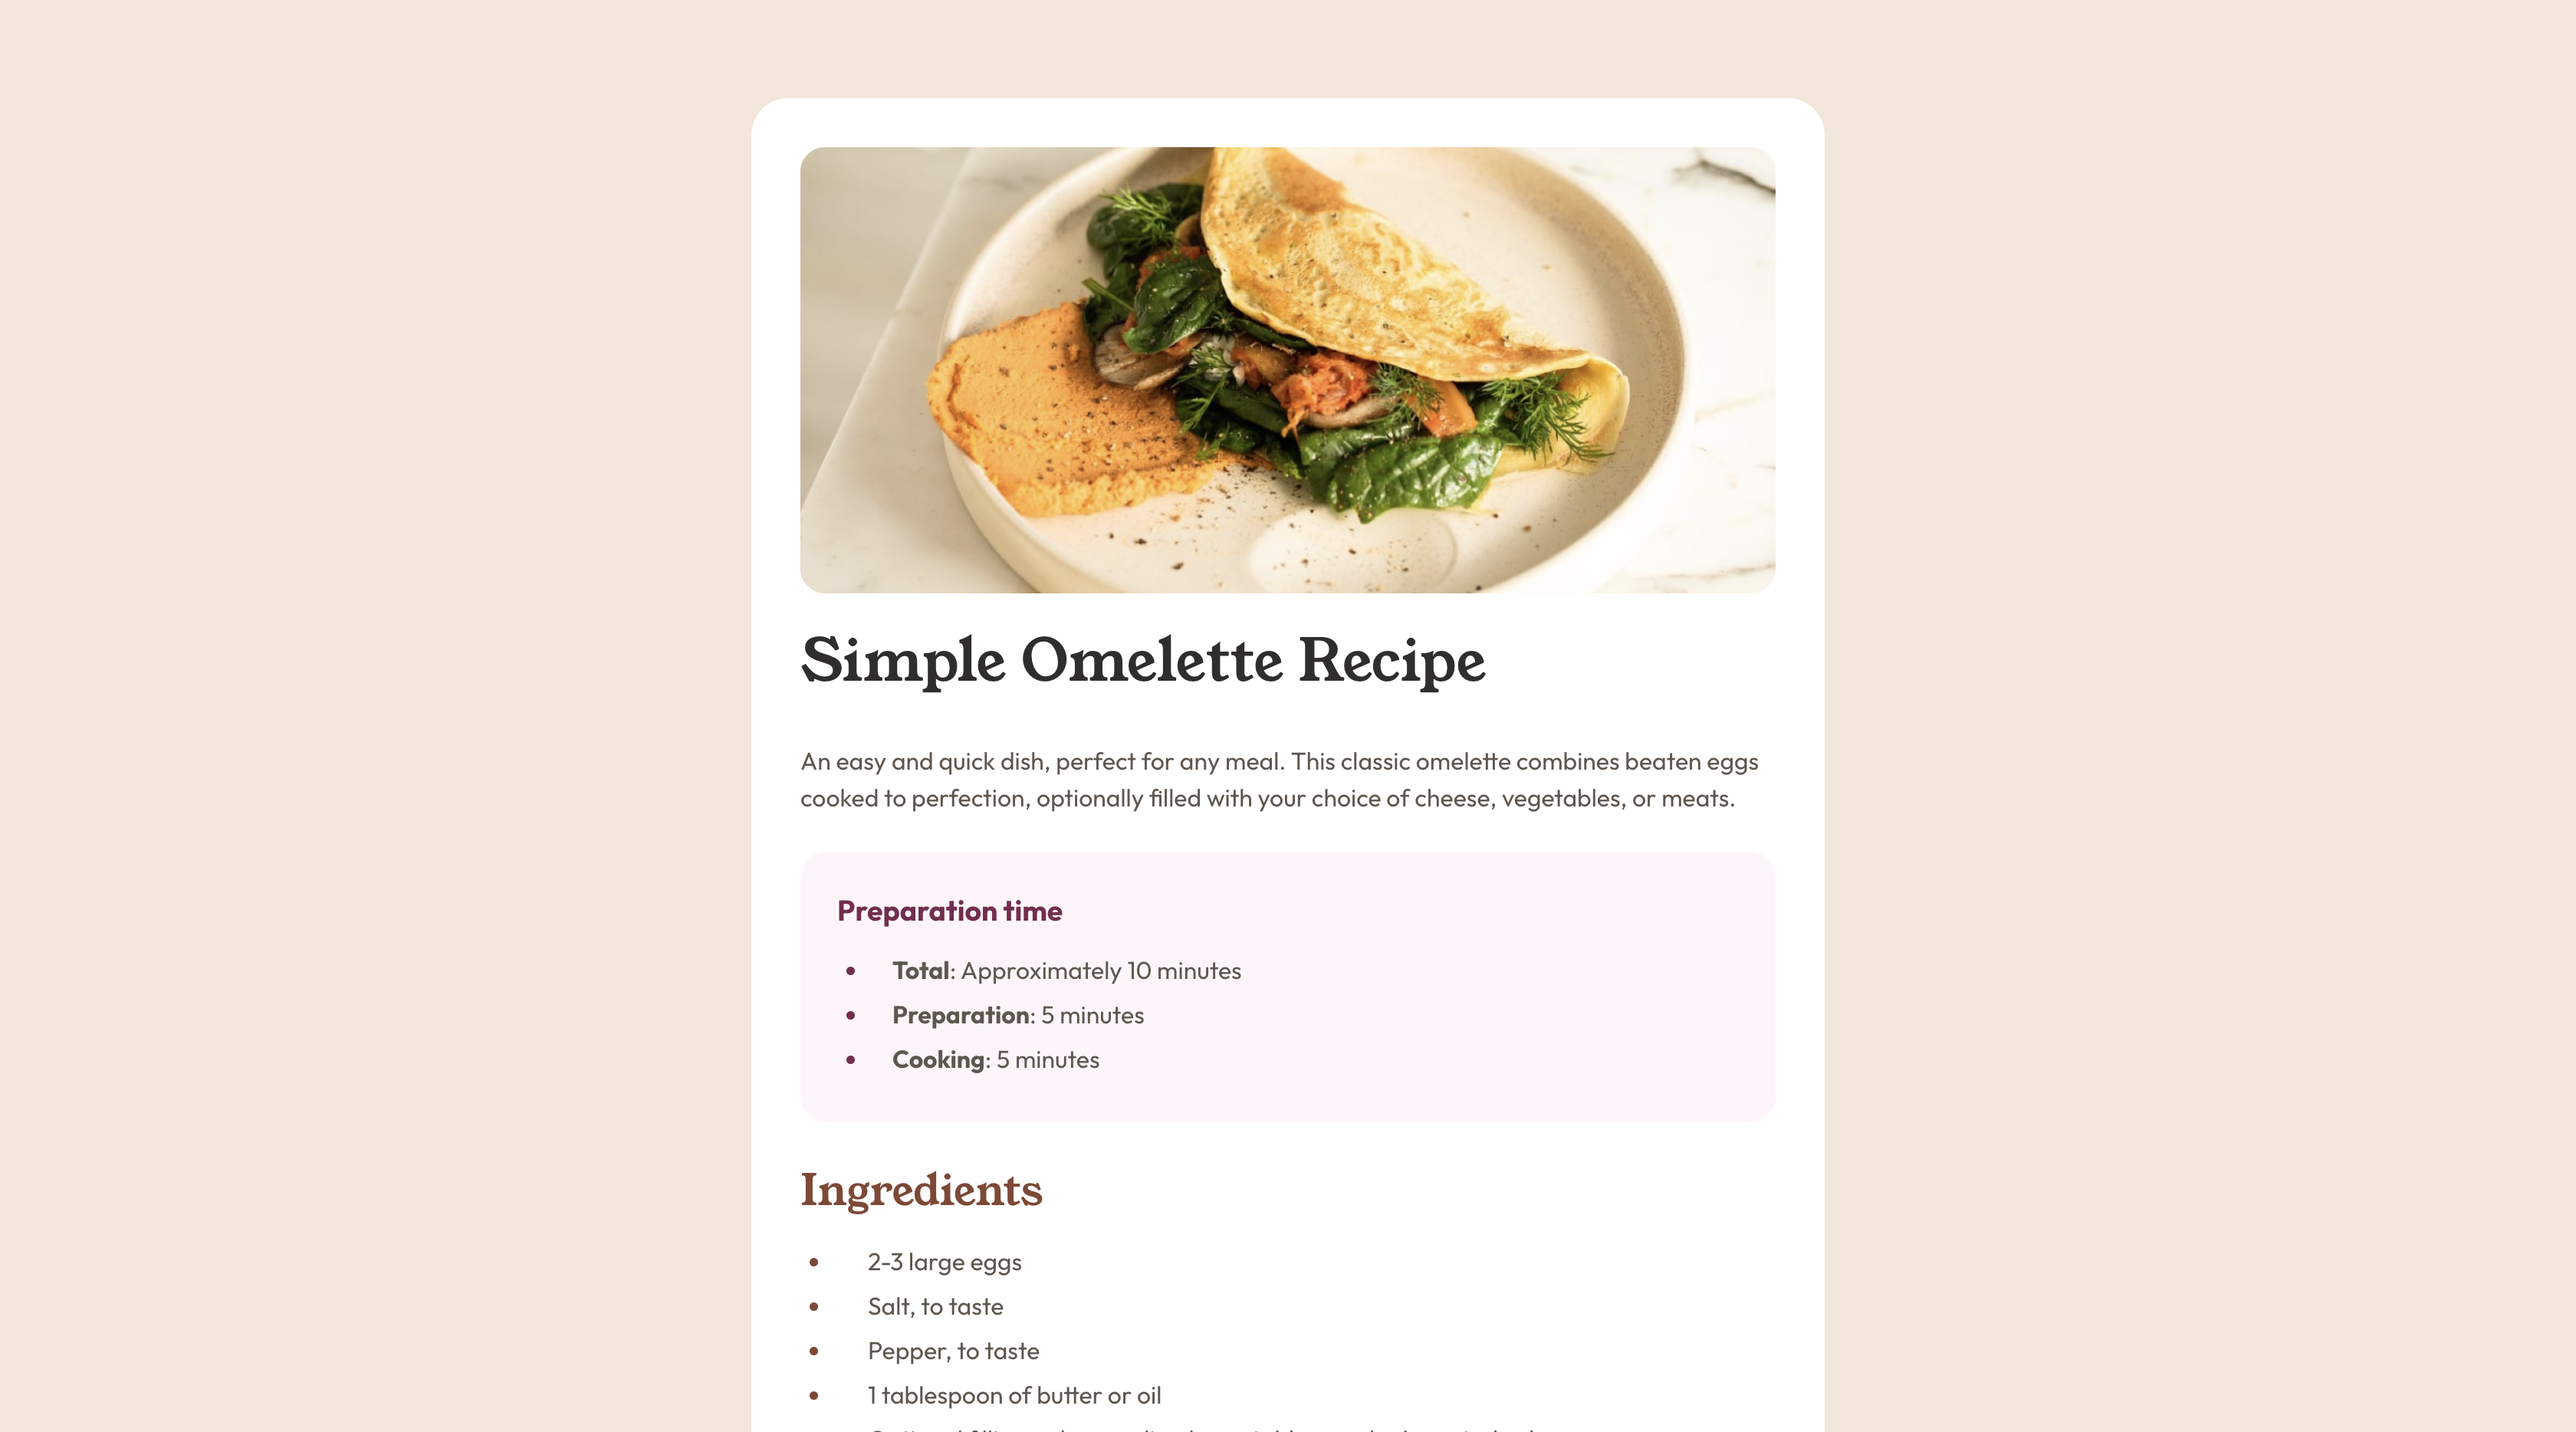 Simple Omelette Recipe
An easy and quick dish, perfect for any meal. This classic omelette combines beaten eggs
cooked to perfection, optionally filled with your choice of cheese, vegetables, or meats.
Preparation time
• Total: Approximately 10 minutes
• Preparation: 5 minutes
• Cooking: 5 minutes
Ingredients
• 2-3 large eggs
• Salt, to taste
• Pepper, to taste
• 1 tablespoon of butter or oil